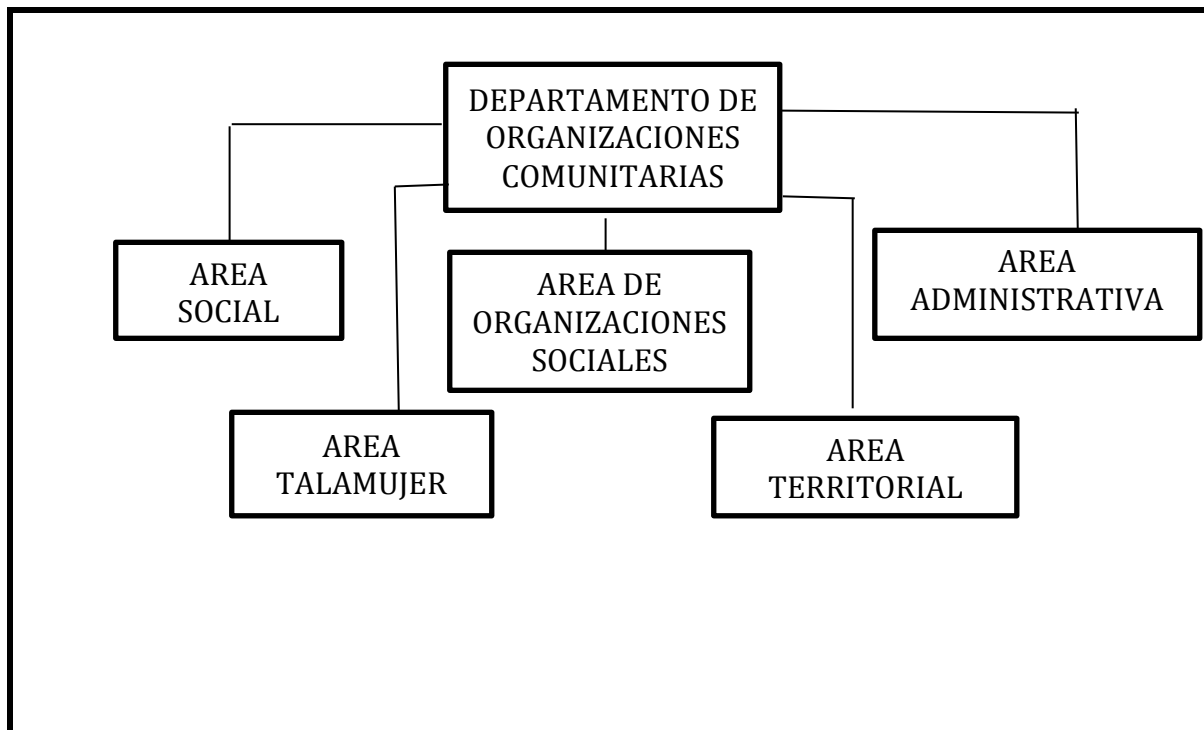 DEPARTAMENTO DE
ORGANIZACIONES
COMUNITARIAS
AREA
SOCIAL
AREA DE
ORGANIZACIONES
SOCIALES
AREA
ADMINISTRATIVA
AREA
TALAMUJER
AREA
TERRITORIAL